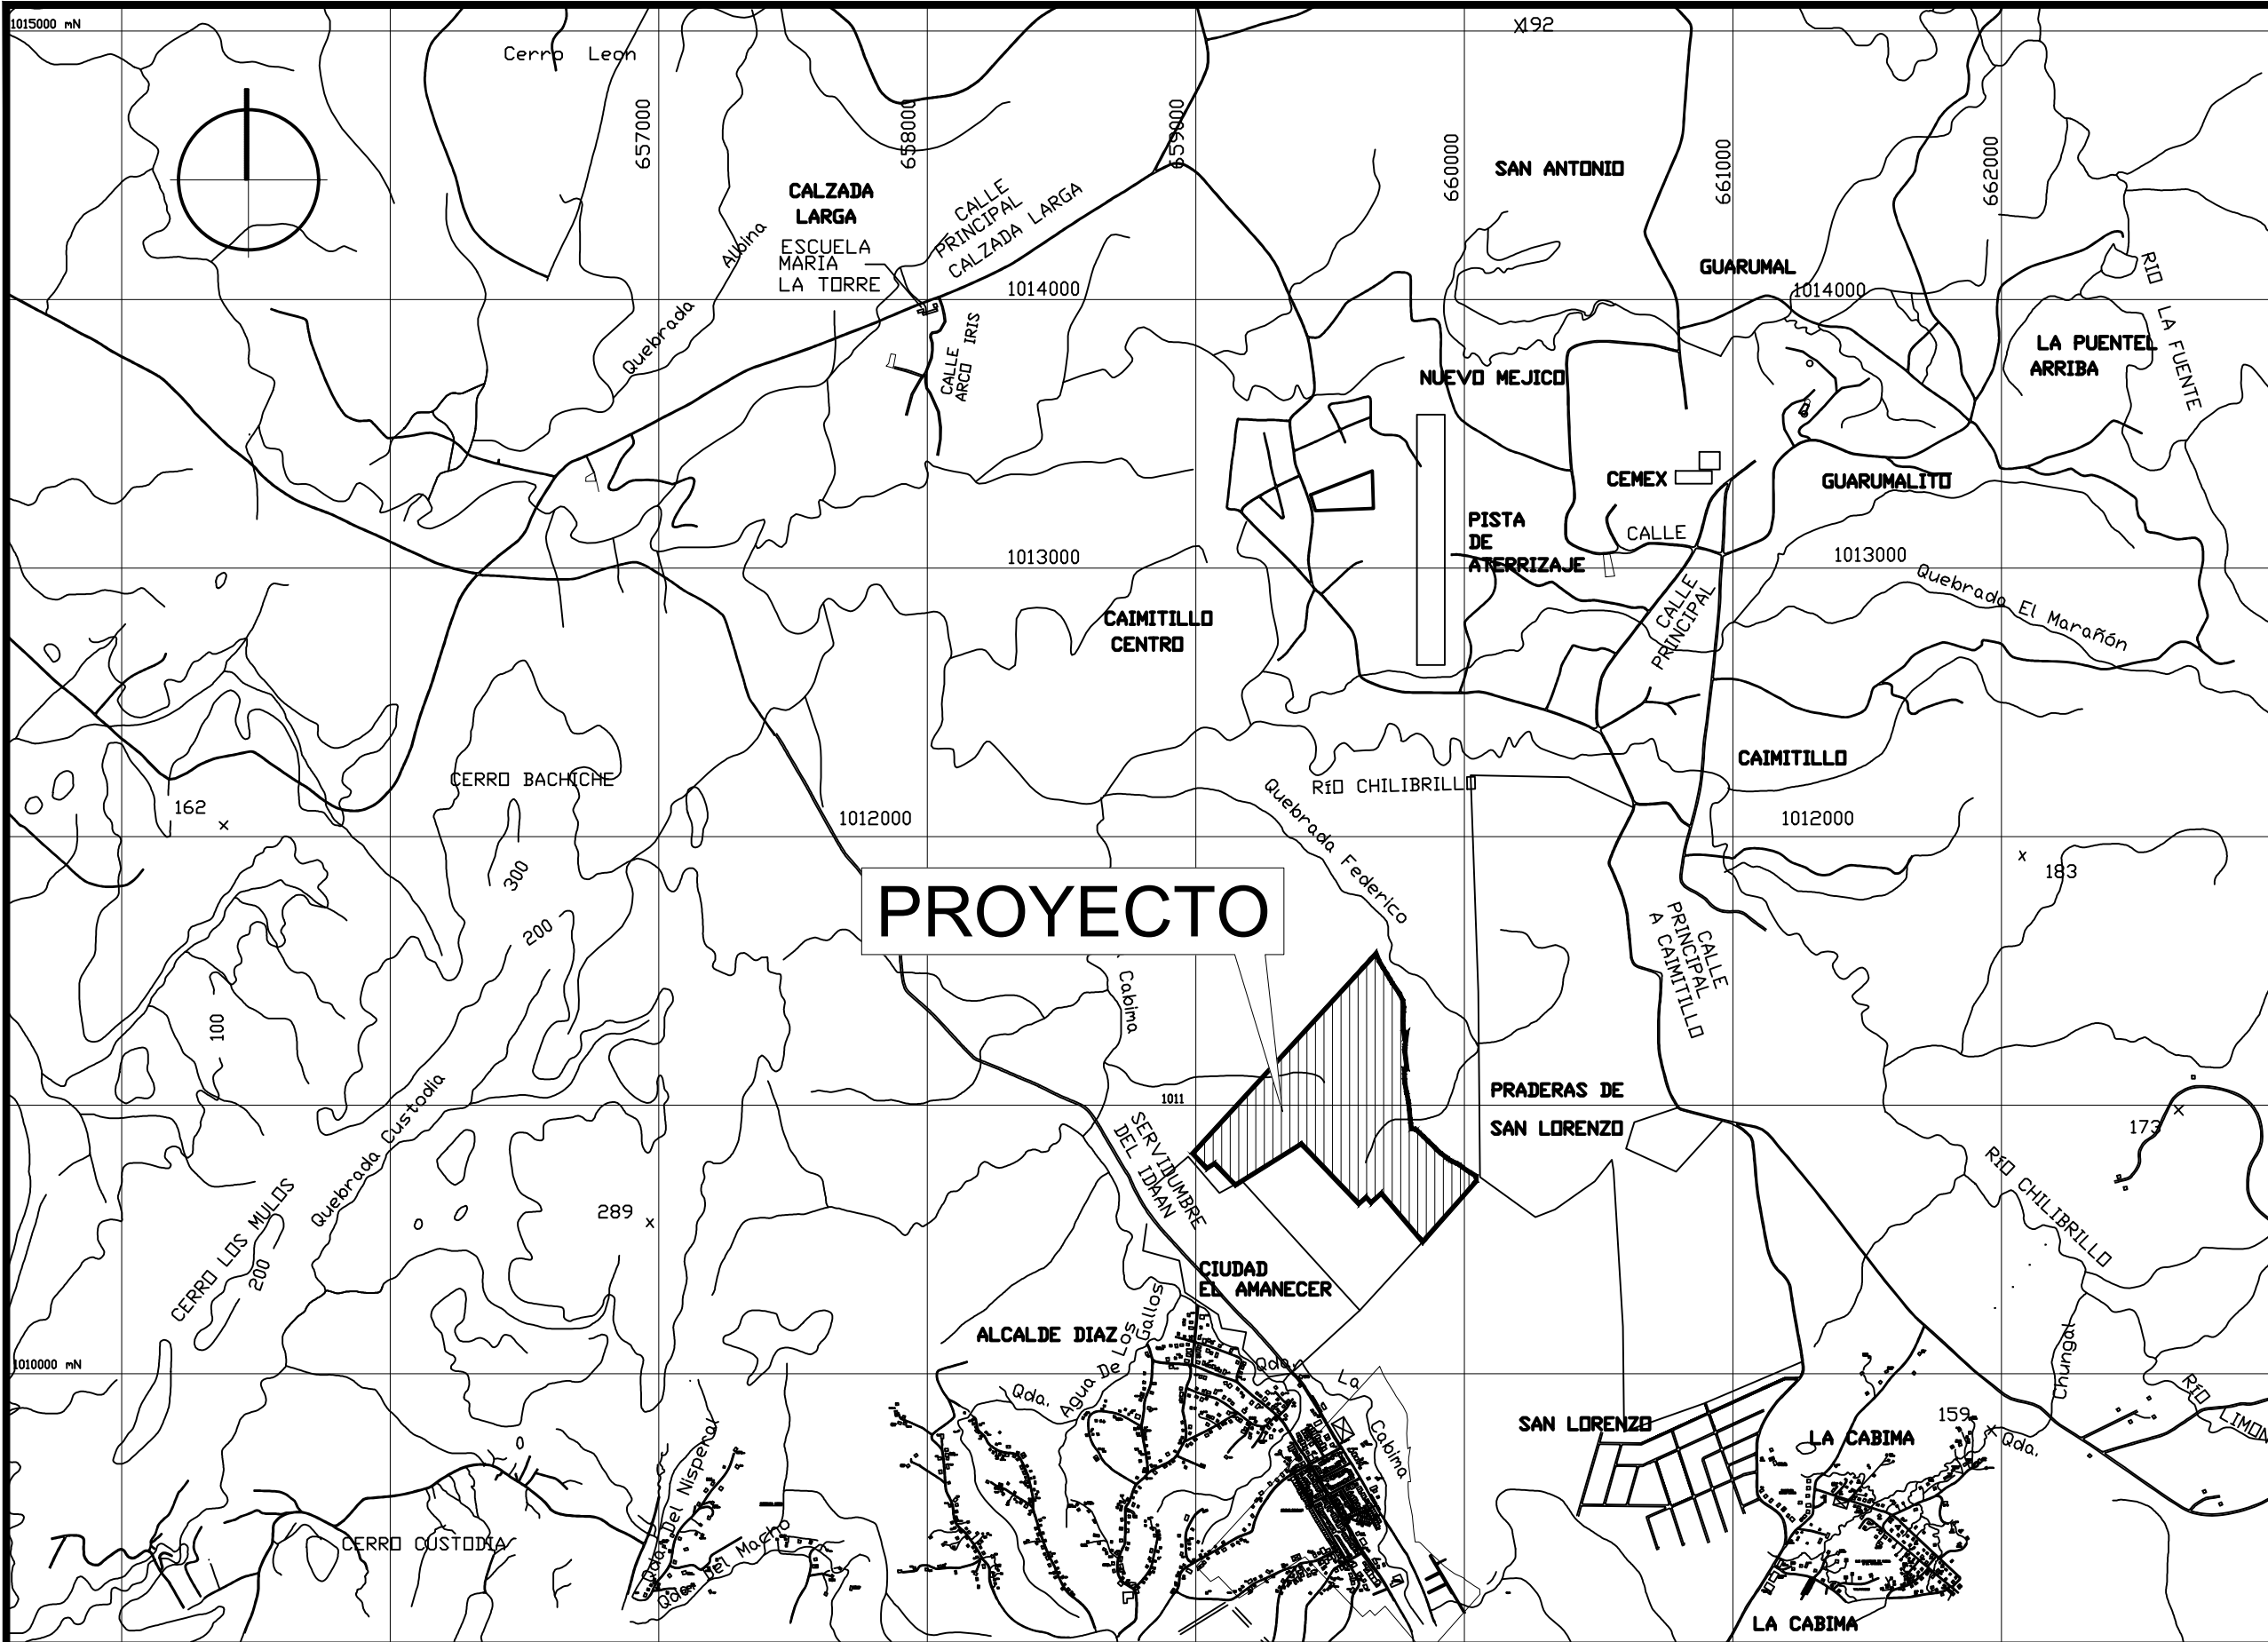 1015000 mN
Cerro Leon
X192
657000
658000
659000
660000
661000
662000
SAN ANTONIO
CALZADA
LARGA
ESCUELA
MARIA
LA TORRE
CALLE
PRINCIPAL
CALZADA LARGA
Quebrada Albina
CALLE
ARCO IRIS
1014000
GUARUMAL
1014000
RIO LA FUENTE
LA PUENTEL
ARRIBA
NUEVO MEJICO
CEMEX
GUARUMALITO
PISTA
DE
ATERRIZAJE
CALLE
1013000
1013000
CALLE
PRINCIPAL
Quebrada El Marañón
CAIMITILLO
CENTRO
CAIMITILLO
CERRO BACHICHE
162
x
RíO CHILIBRILLO
Quebrada Federico
1012000
1012000
x
183
300
200
100
PROYECTO
CALLE
PRINCIPAL
A CAIMITILLO
Cabima
Quebrada Custodia
1011
PRADERAS DE
SAN LORENZO
SERVIDUMBRE
DEL IDAAN
x
173
RíO CHILIBRILLO
CERRO LOS MULOS
200
289
x
CIUDAD
EL AMANECER
ALCALDE DIAZ
Qda. Agua De Los Gallos
Qda. La Cabima
1010000 mN
Chungal
RíO LIMON
SAN LORENZO
159
x
Qda.
LA CABIMA
Qda. Del Nisperal
Qda. Del Macho
CERRO CUSTODIA
LA CABIMA